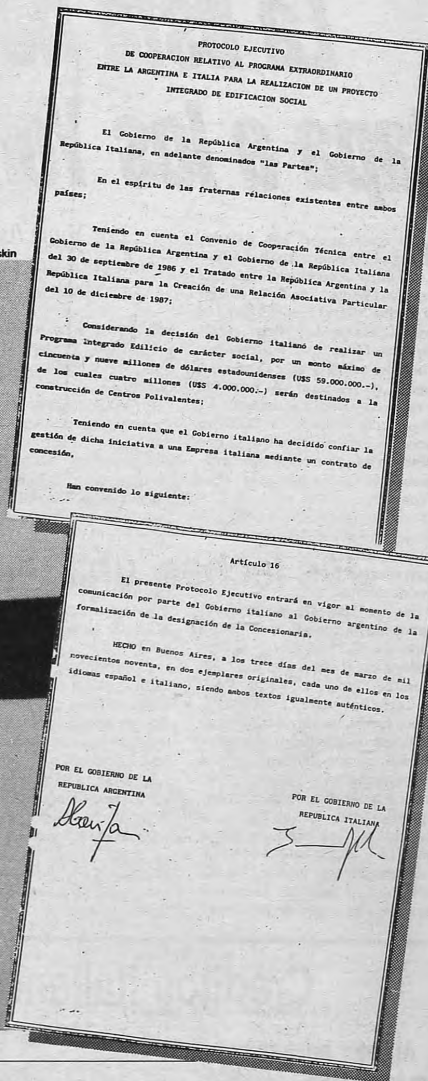 PROTOCOLO EJECUTIVO
DE COOPERACION RELATIVO AL PROGRAMA EXTRAORDINARIO
ENTRE LA ARGENTINA E ITALIA PARA LA REALIZACION DE UN PROYECTO
INTEGRADO DE EDIFICACION SOCIAL
El Gobierno de la República Argentina y el Gobierno de la
República Italiana, en adelante denominados "las Partes";
En el espíritu de las fraternas relaciones existentes entre ambos
países;
Teniendo en cuenta el Convenio de Cooperación Técnica entre el
Gobierno de la República Argentina y el Gobierno de la República Italiana
del 30 de septiembre de 1986 y el Tratado entre la República Argentina y la
República Italiana para la Creación de una Relación Asociativa Particular
del 10 de diciembre de 1987;
Considerando la decisión del Gobierno italiano de realizar un
Programa Integrado Edilicio de carácter social, por un monto máximo de
cincuenta y nueve millones de dólares estadounidenses (U$S 59.000.000.-),
de los cuales cuatro millones (U$S 4.000.000.-) serán destinados a la
construcción de Centros Polivalentes;
Teniendo en cuenta que el Gobierno italiano ha decidido confiar la
gestión de dicha iniciativa a una Empresa italiana mediante un contrato de
concesión,
Han convenido lo siguiente:
skin
Artículo 16
El presente Protocolo Ejecutivo entrará en vigor al momento de la
comunicación por parte del Gobierno italiano al Gobierno argentino de la
formalización de la designación de la Concesionaria.
HECHO en Buenos Aires, a los trece días del mes de marzo de mil
novecientos noventa, en dos ejemplares originales, cada uno de ellos en los
idiomas español e italiano, siendo ambos textos igualmente auténticos.
POR EL GOBIERNO DE LA
REPUBLICA ARGENTINA
POR EL GOBIERNO DE LA
REPUBLICA ITALIANA